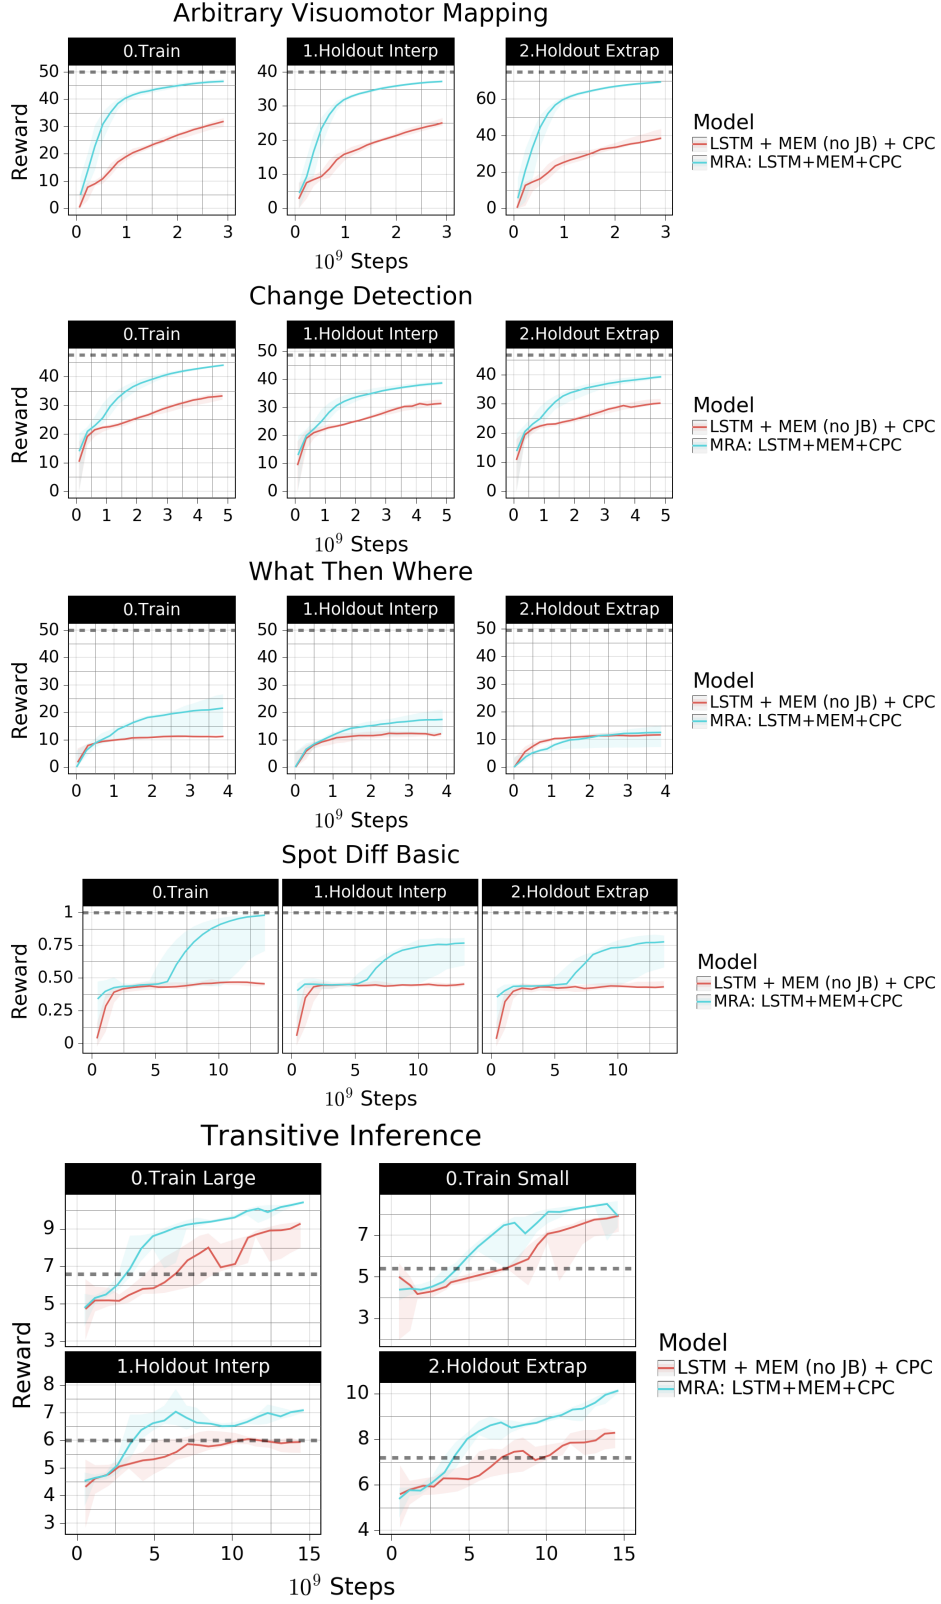 Arbitrary Visuomotor Mapping
0.Train 1.Holdout Interp 2.Holdout Extrap
50 40 30 20 10 0
40 30 20 10 0
60 40 20 0
Reward
0 1 2 3 0 1 2 3 0 1 2 3
10^9 Steps
Model
LSTM + MEM (no JB) + CPC
MRA: LSTM+MEM+CPC
Change Detection
0.Train 1.Holdout Interp 2.Holdout Extrap
40 30 20 10 0
50 40 30 20 10 0
40 30 20 10 0
Reward
0 1 2 3 4 5 0 1 2 3 4 5 0 1 2 3 4 5
10^9 Steps
Model
LSTM + MEM (no JB) + CPC
MRA: LSTM+MEM+CPC
What Then Where
0.Train 1.Holdout Interp 2.Holdout Extrap
50 40 30 20 10 0
50 40 30 20 10 0
50 40 30 20 10 0
Reward
0 1 2 3 4 0 1 2 3 4 0 1 2 3 4
10^9 Steps
Model
LSTM + MEM (no JB) + CPC
MRA: LSTM+MEM+CPC
Spot Diff Basic
0.Train 1.Holdout Interp 2.Holdout Extrap
1 0.75 0.50 0.25 0
Reward
0 5 10 0 5 10 0 5 10
10^9 Steps
Model
LSTM + MEM (no JB) + CPC
MRA: LSTM+MEM+CPC
Transitive Inference
0.Train Large 0.Train Small
9 7 5 3
7 5 3
Reward
1.Holdout Interp 2.Holdout Extrap
8 7 6 5 4 3
10 8 6 4
0 5 10 15 0 5 10 15
10^9 Steps
Model
LSTM + MEM (no JB) + CPC
MRA: LSTM+MEM+CPC